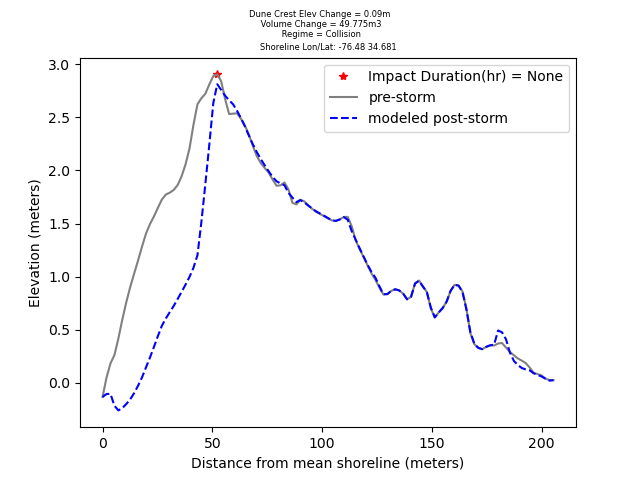 Dune Crest Elev Change = 0.09m
Volume Change = 49.775m3
Regime = Collision
Shoreline Lon/Lat: -76.48 34.681
Impact Duration(hr) = None
pre-storm
modeled post-storm
3.0
2.5
2.0
1.5
1.0
0.5
0.0
Elevation (meters)
0
50
100
150
200
Distance from mean shoreline (meters)